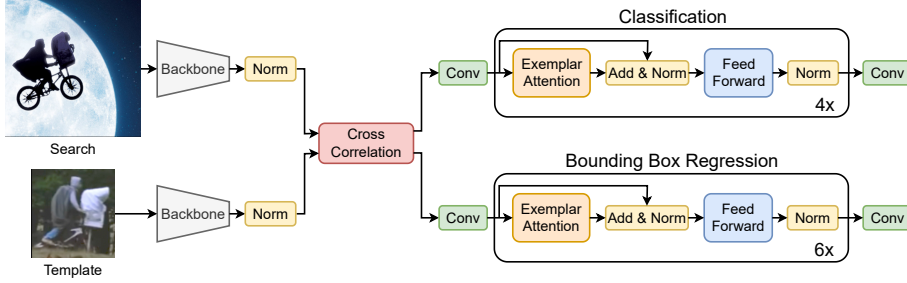 Classification
Backbone
Norm
Conv
Exemplar
Attention
Add & Norm
Feed
Forward
Norm
Conv
4x
Search
Cross
Correlation
Bounding Box Regression
Backbone
Norm
Conv
Exemplar
Attention
Add & Norm
Feed
Forward
Norm
Conv
6x
Template